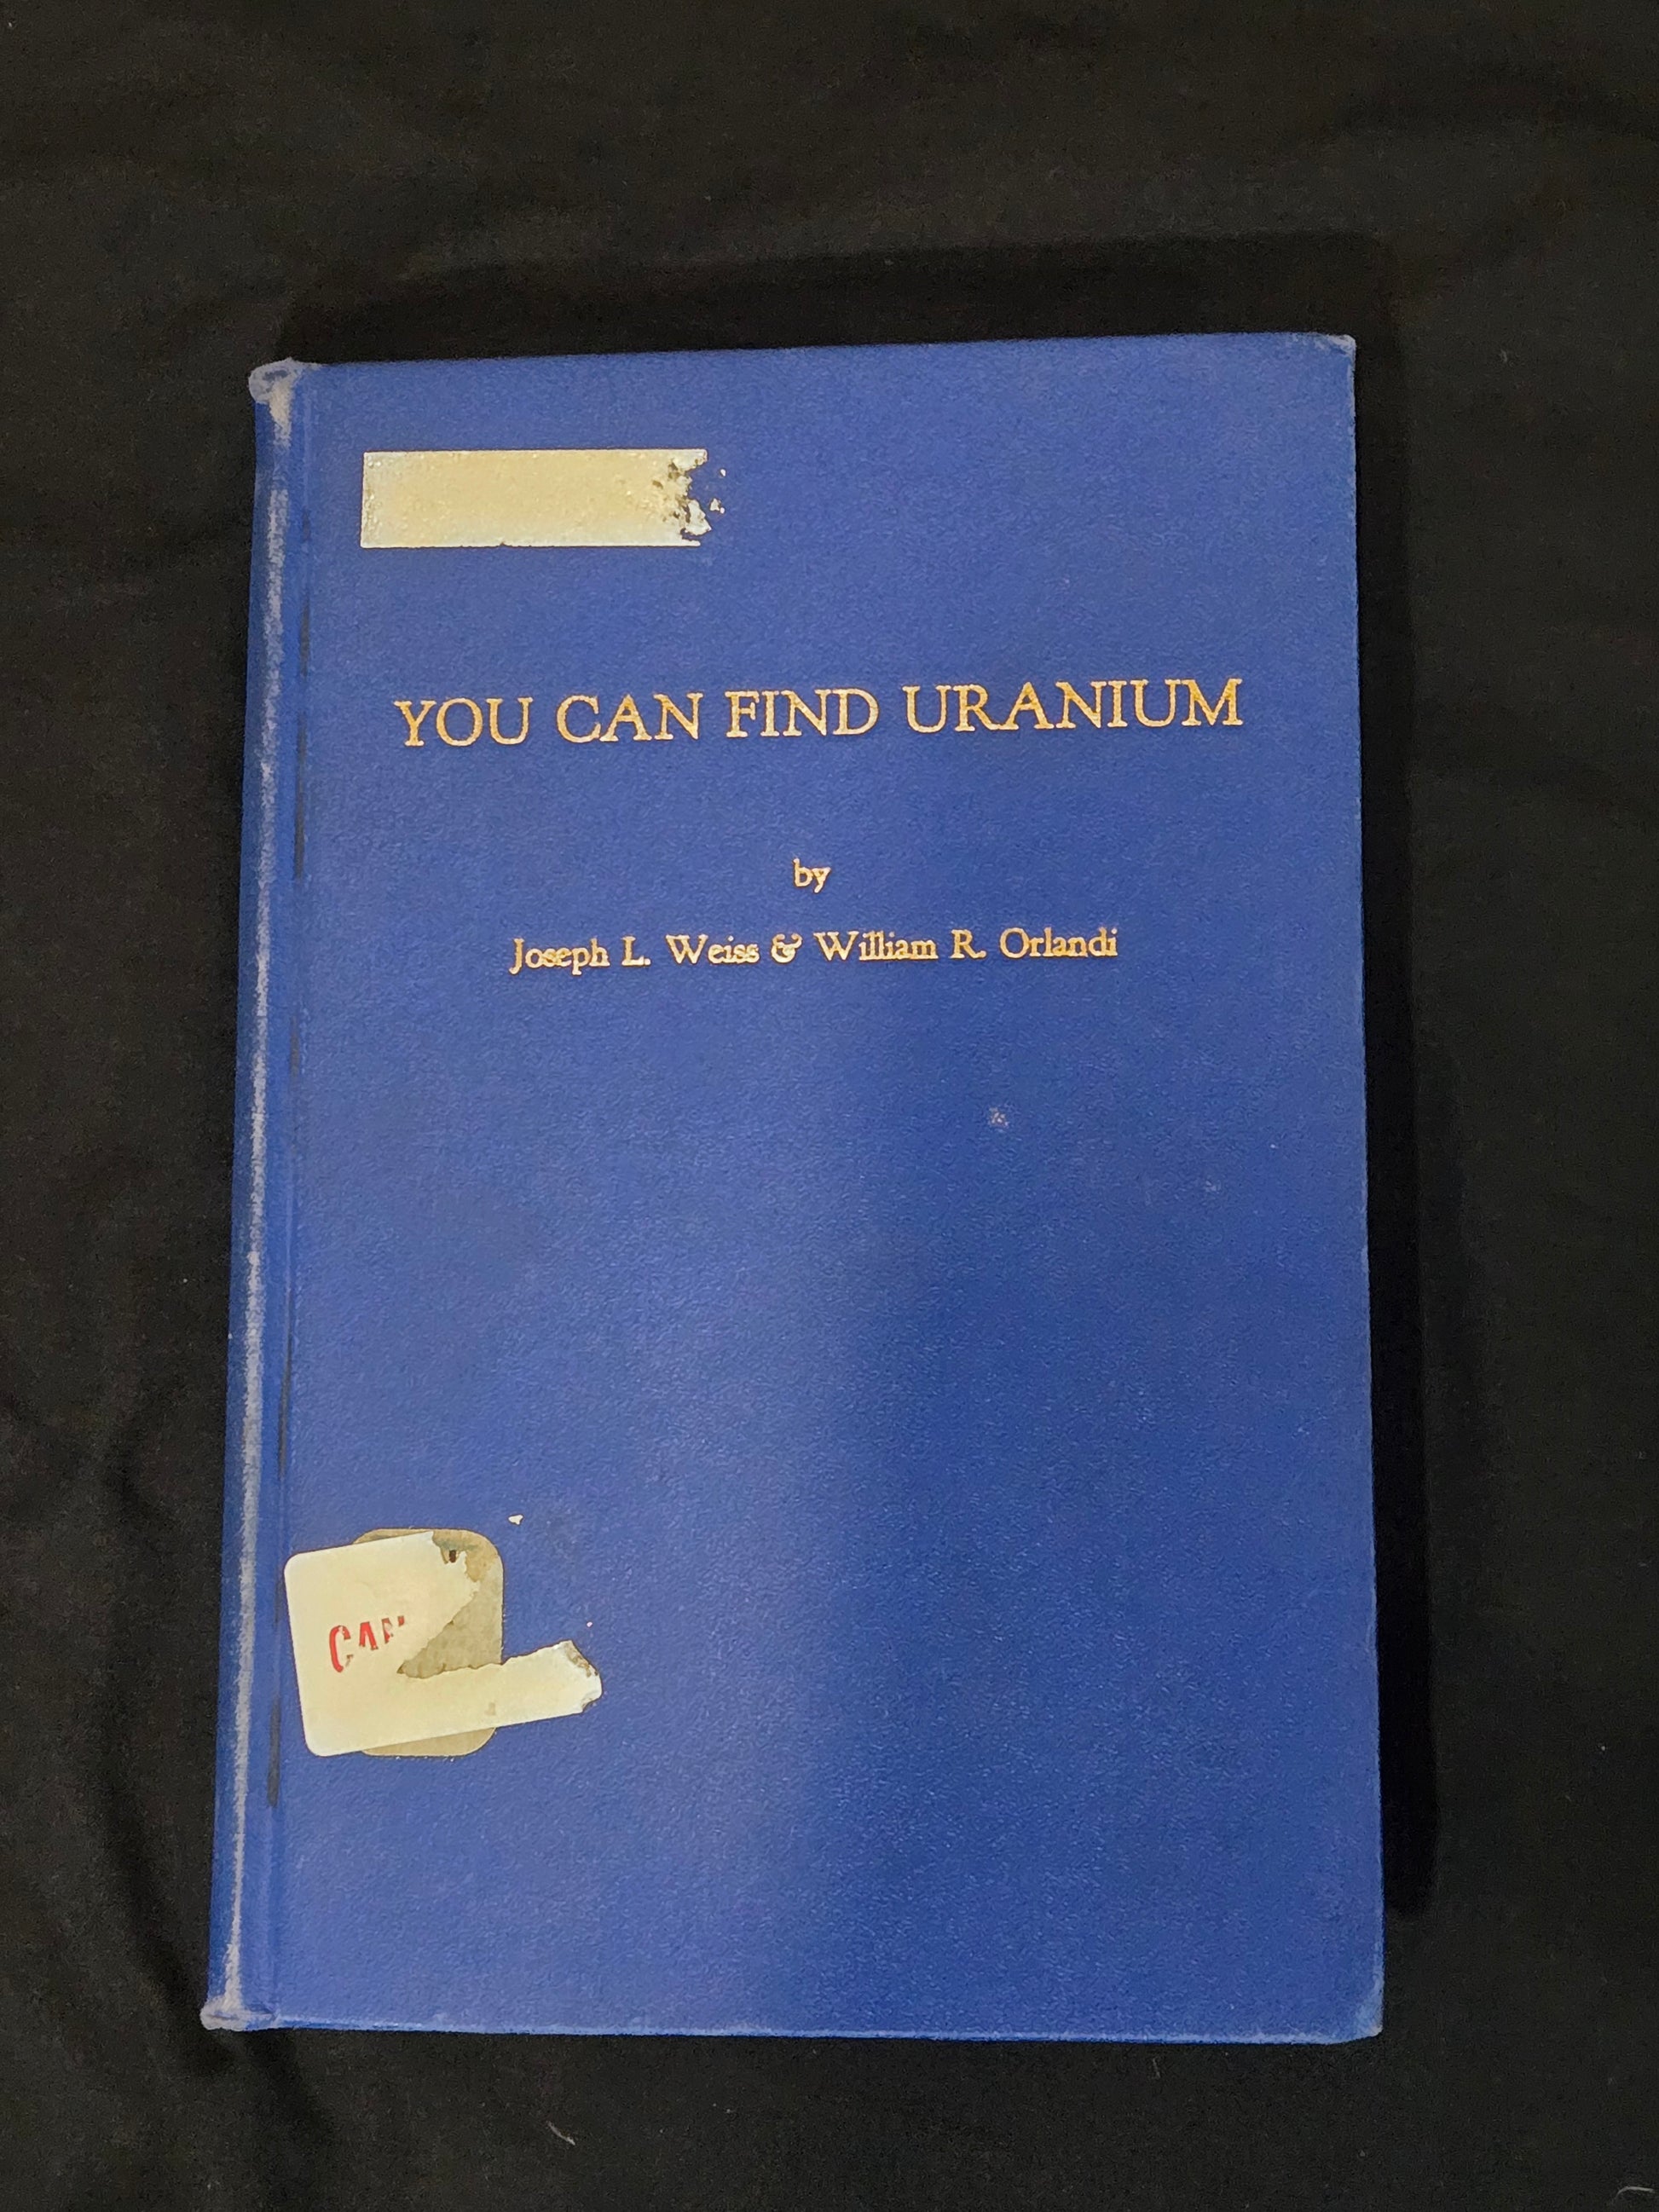 YOU CAN FIND URANIUM
by
Joseph L. Weiss & William R. Orlandi